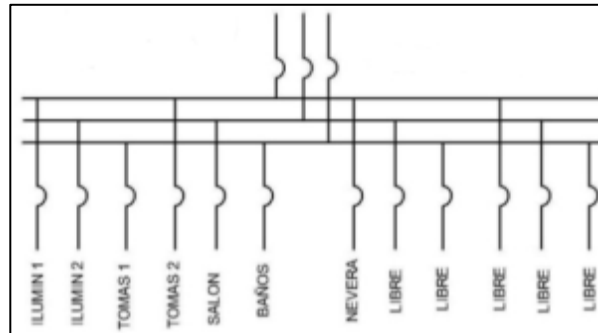 ILUMIN 1
ILUMIN 2
TOMAS 1
TOMAS 2
SALON
BAÑOS
NEVERA
LIBRE
LIBRE
LIBRE
LIBRE
LIBRE